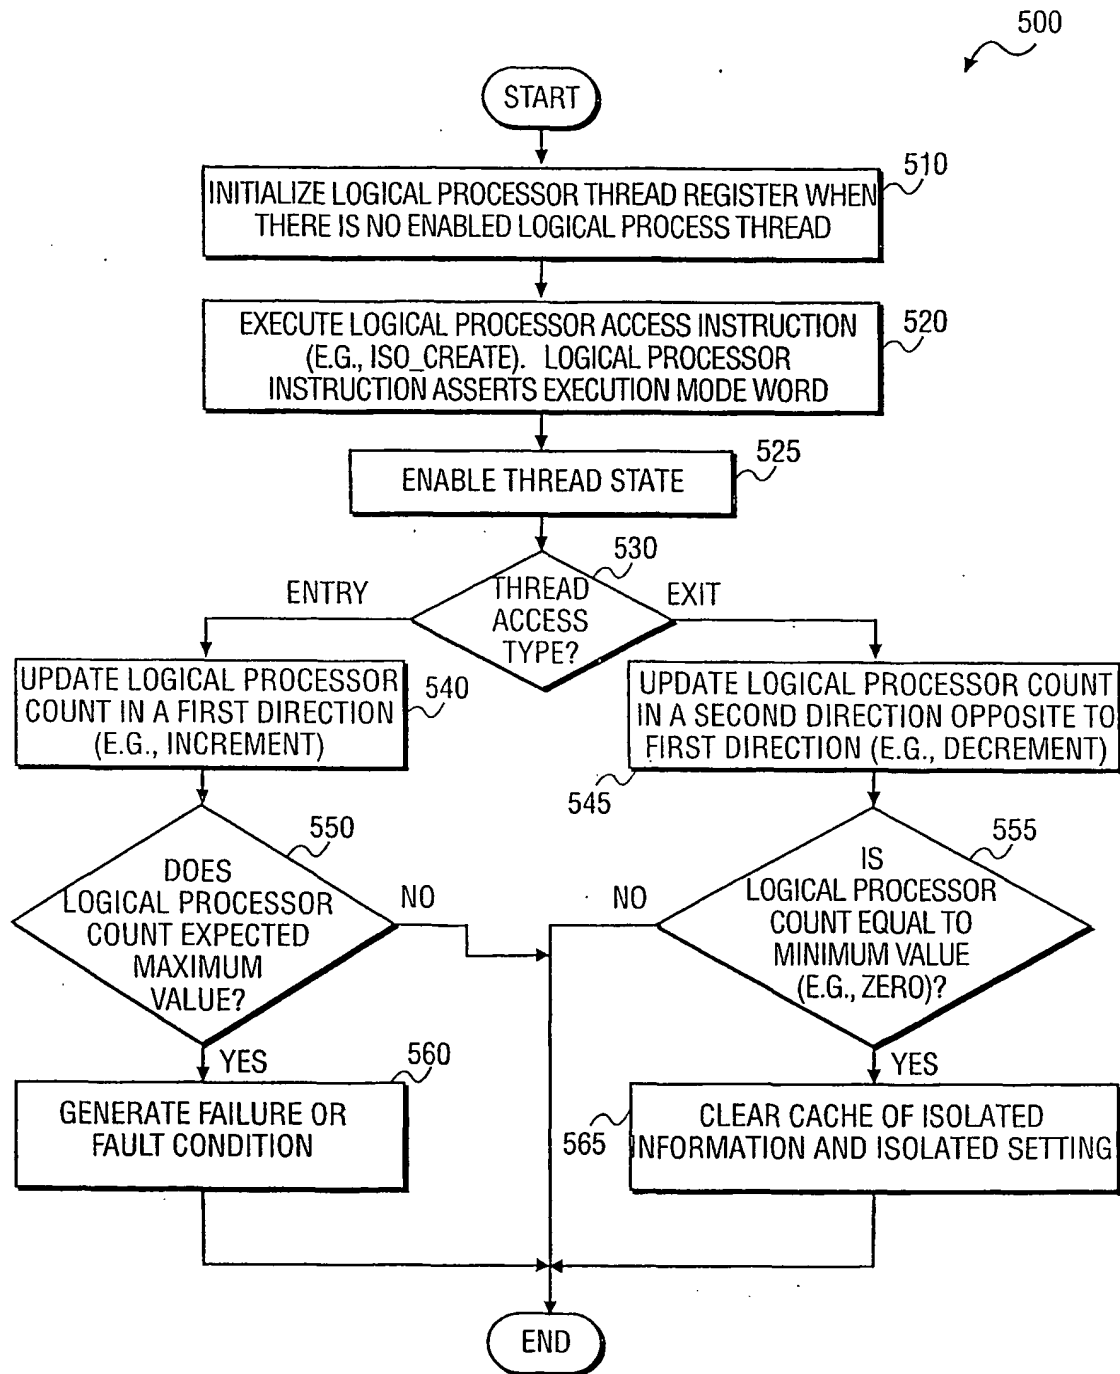 500
START
510
INITIALIZE LOGICAL PROCESSOR THREAD REGISTER WHEN
THERE IS NO ENABLED LOGICAL PROCESS THREAD
EXECUTE LOGICAL PROCESSOR ACCESS INSTRUCTION
(E.G., ISO_CREATE). LOGICAL PROCESSOR
INSTRUCTION ASSERTS EXECUTION MODE WORD
520
525
ENABLE THREAD STATE
530
ENTRY
THREAD
ACCESS
TYPE?
EXIT
UPDATE LOGICAL PROCESSOR
COUNT IN A FIRST DIRECTION
(E.G., INCREMENT)
540
UPDATE LOGICAL PROCESSOR COUNT
IN A SECOND DIRECTION OPPOSITE TO
FIRST DIRECTION (E.G., DECREMENT)
545
550
DOES
LOGICAL PROCESSOR
COUNT EXPECTED
MAXIMUM
VALUE?
NO
555
IS
LOGICAL PROCESSOR
COUNT EQUAL TO
MINIMUM VALUE
(E.G., ZERO)?
NO
YES
560
GENERATE FAILURE OR
FAULT CONDITION
YES
CLEAR CACHE OF ISOLATED
INFORMATION AND ISOLATED SETTING
565
END